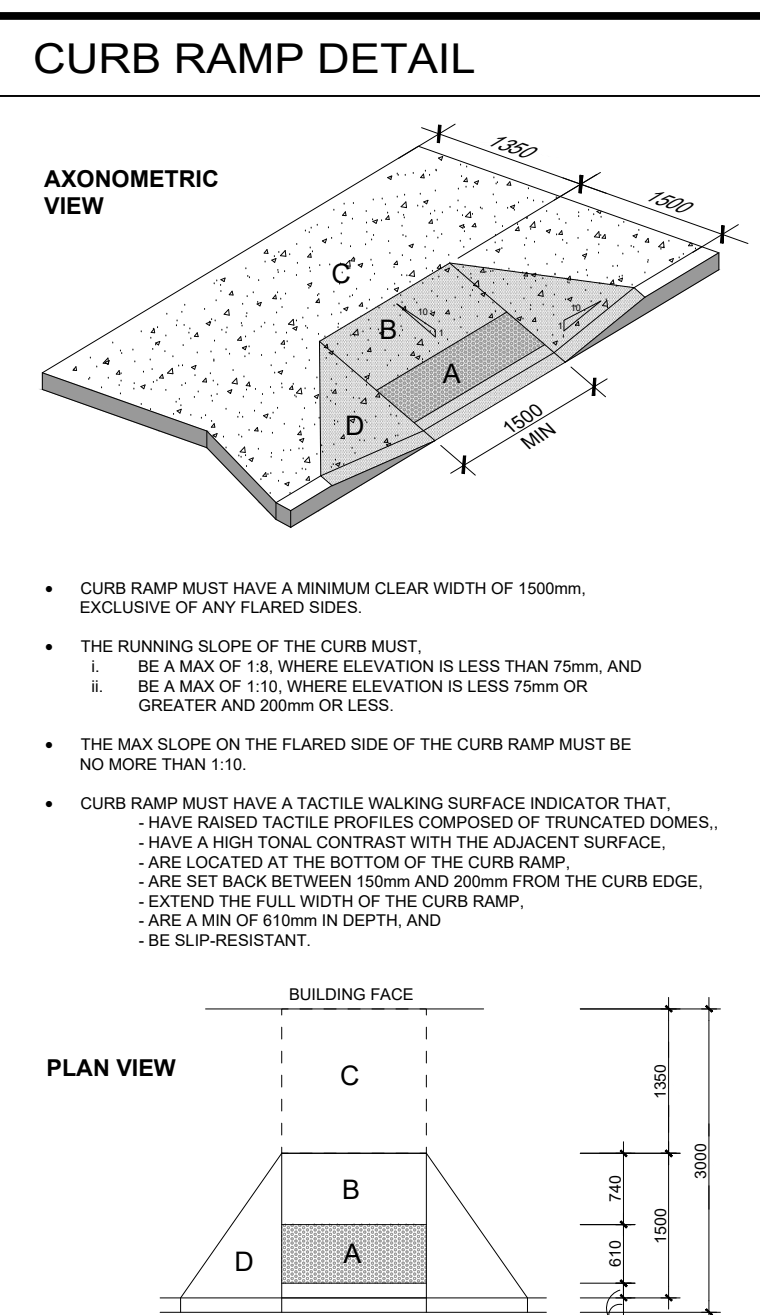 CURB RAMP DETAIL
AXONOMETRIC
VIEW
1350
1500
C
B
10
1
10
1
A
D
1500
MIN
• CURB RAMP MUST HAVE A MINIMUM CLEAR WIDTH OF 1500mm,
EXCLUSIVE OF ANY FLARED SIDES.
• THE RUNNING SLOPE OF THE CURB MUST,
i. BE A MAX OF 1:8, WHERE ELEVATION IS LESS THAN 75mm, AND
ii. BE A MAX OF 1:10, WHERE ELEVATION IS LESS 75mm OR
GREATER AND 200mm OR LESS.
• THE MAX SLOPE ON THE FLARED SIDE OF THE CURB RAMP MUST BE
NO MORE THAN 1:10.
• CURB RAMP MUST HAVE A TACTILE WALKING SURFACE INDICATOR THAT,
- HAVE RAISED TACTILE PROFILES COMPOSED OF TRUNCATED DOMES,,
- HAVE A HIGH TONAL CONTRAST WITH THE ADJACENT SURFACE,
- ARE LOCATED AT THE BOTTOM OF THE CURB RAMP,
- ARE SET BACK BETWEEN 150mm AND 200mm FROM THE CURB EDGE,
- EXTEND THE FULL WIDTH OF THE CURB RAMP,
- ARE A MIN OF 610mm IN DEPTH, AND
- BE SLIP-RESISTANT.
BUILDING FACE
PLAN VIEW
C
B
A
D
1350
3000
740
1500
610